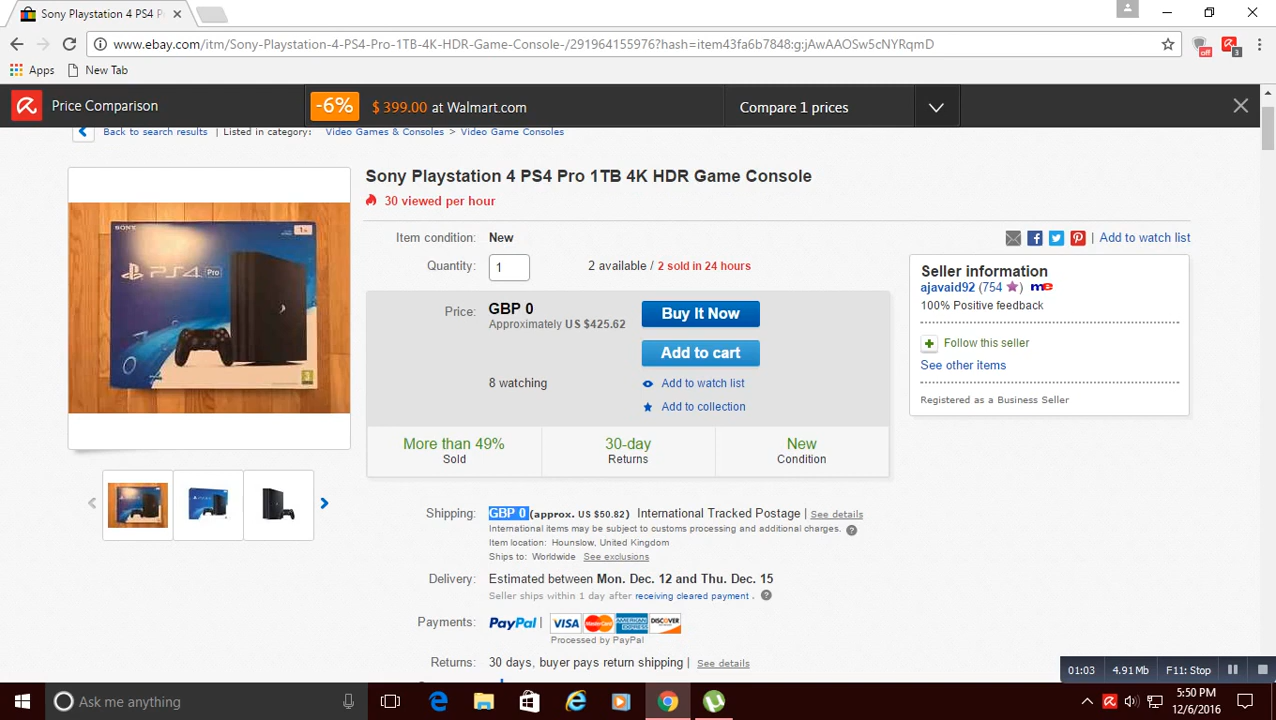 Sony Playstation 4 PS4 P
www.ebay.com/itm/Sony-Playstation-4-PS4-Pro-1TB-4K-HDR-Game-Console-/291964155976?hash=item43fa6b7848:g:jAwAAOSw5cNYRqmD
off
3
Apps
New Tab
Price Comparison
-6%
$ 399.00 at Walmart.com
Compare 1 prices
Back to search results | Listed in category: Video Games & Consoles > Video Game Consoles
Sony Playstation 4 PS4 Pro 1TB 4K HDR Game Console
30 viewed per hour
SONY
PS4 Pro
Item condition: New
| Add to watch list
Quantity: 1 2 available / 2 sold in 24 hours
Seller information
ajavaid92 (754 ) me
100% Positive feedback
Follow this seller
See other items
Registered as a Business Seller
Price: GBP 0
Approximately US $425.62
Buy It Now
Add to cart
8 watching
Add to watch list
Add to collection
More than 49%
Sold
30-day
Returns
New
Condition
Shipping: GBP 0 (approx. US $50.82) International Tracked Postage | See details
International items may be subject to customs processing and additional charges. ?
Item location: Hounslow, United Kingdom
Ships to: Worldwide See exclusions
Delivery: Estimated between Mon. Dec. 12 and Thu. Dec. 15
Seller ships within 1 day after receiving cleared payment . ?
Payments: PayPal | VISA MasterCard AMERICAN EXPRESS DISCOVER
Processed by PayPal
Returns: 30 days, buyer pays return shipping | See details
01:03 4.91 Mb F11: Stop
Ask me anything
5:50 PM
12/6/2016